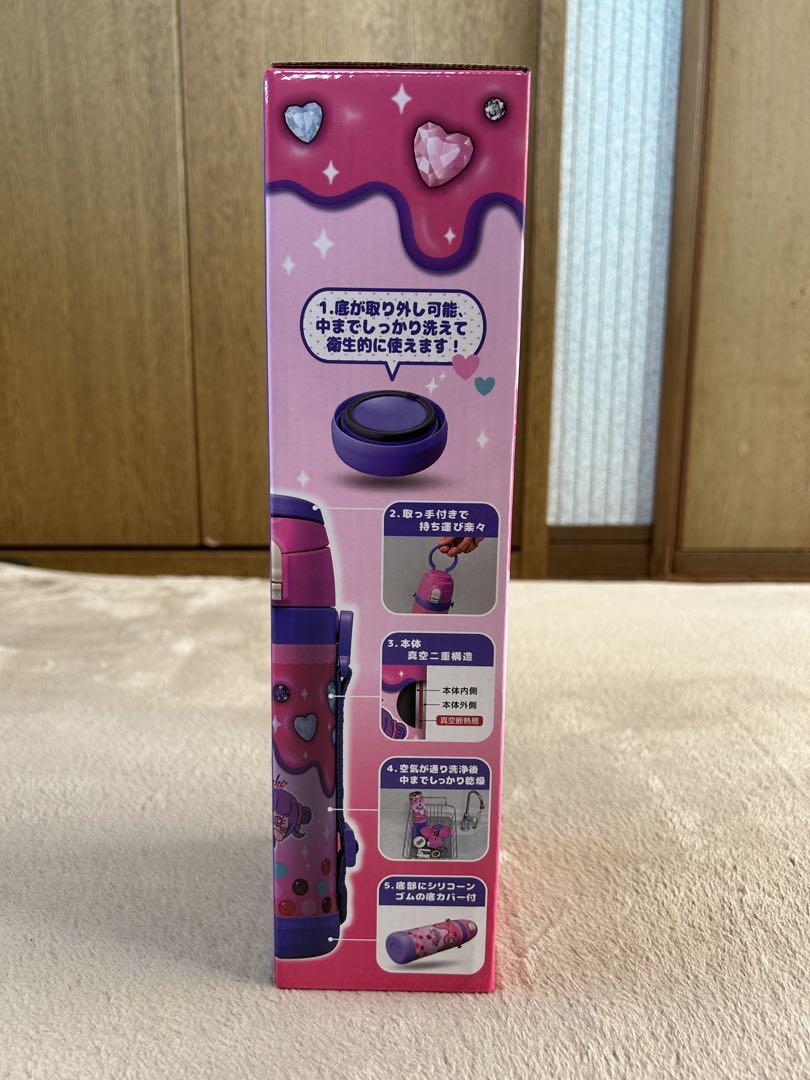 1.底が取り外し可能、
中までしっかり洗えて
衛生的に使えます！
2.取っ手付きで
持ち運び楽々
3.本体
真空二重構造
本体内側
本体外側
真空断熱層
4.空気が通り洗浄後
中までしっかり乾燥
5.底部にシリコーン
ゴムの底カバー付